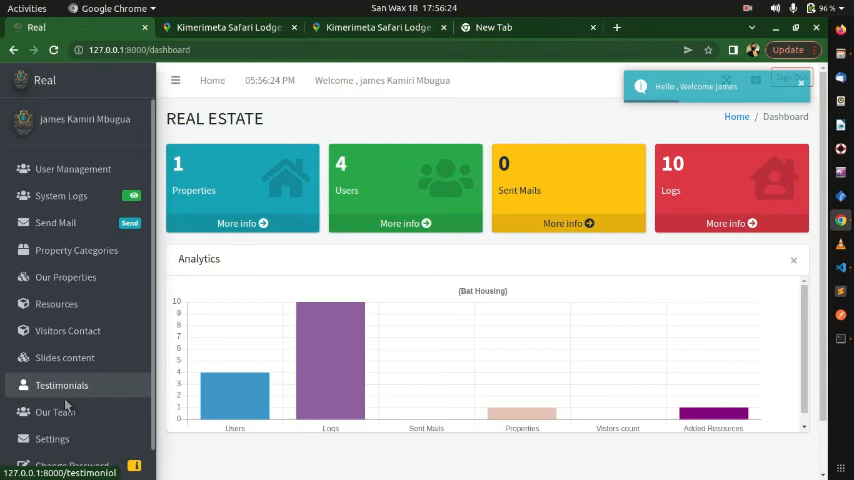 Activities
Google Chrome
San Wax 18 17:56:24
96 %
Real
Kimerimeta Safari Lodge
Kimerimeta Safari Lodge
New Tab
127.0.0.1:8000/dashboard
Update
Real
Home
05:56:24 PM
Welcome , james Kamiri Mbugua
Sign Out
Hello , Welcome james
james Kamiri Mbugua
REAL ESTATE
Home / Dashboard
User Management
System Logs
Send Mail
Send
Property Categories
Our Properties
Resources
Visitors Contact
Slides content
Testimonials
Our Team
Settings
Change Password
127.0.0.1:8000/testimoniol
1
Properties
More info
4
Users
More info
0
Sent Mails
More info
10
Logs
More info
Analytics
(Bat Housing)
10
9
8
7
6
5
4
3
2
1
0
Users
Logs
Sent Mails
Properties
Vistors count
Added Resources